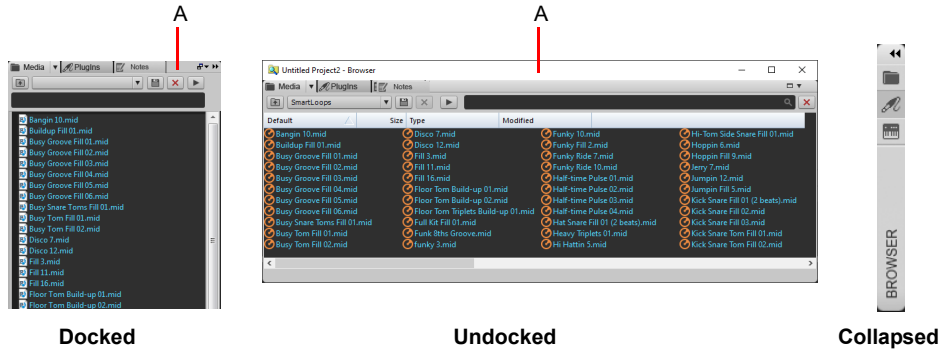 A
A
Media PlugIns Notes
Bangin 10.mid
Buildup Fill 01.mid
Busy Groove Fill 01.mid
Busy Groove Fill 02.mid
Busy Groove Fill 03.mid
Busy Groove Fill 04.mid
Busy Groove Fill 05.mid
Busy Groove Fill 06.mid
Busy Snare Toms Fill 01.mid
Busy Tom Fill 01.mid
Busy Tom Fill 02.mid
Disco 7.mid
Disco 12.mid
Fill 3.mid
Fill 11.mid
Fill 16.mid
Floor Tom Build-up 01.mid
Floor Tom Build-up 02.mid
Docked
Untitled Project2 - Browser
Media PlugIns Notes
SmartLoops
Default Size Type Modified
Bangin 10.mid Disco 7.mid Funky 10.mid Hi-Tom Side Snare Fill 01.mid
Buildup Fill 01.mid Disco 12.mid Funky Fill 2.mid Hoppin 6.mid
Busy Groove Fill 01.mid Fill 3.mid Funky Ride 7.mid Hoppin Fill 9.mid
Busy Groove Fill 02.mid Fill 11.mid Funky Ride 10.mid Jerry 7.mid
Busy Groove Fill 03.mid Fill 16.mid Half-time Pulse 01.mid Jumpin 12.mid
Busy Groove Fill 04.mid Floor Tom Build-up 01.mid Half-time Pulse 02.mid Jumpin Fill 5.mid
Busy Groove Fill 05.mid Floor Tom Build-up 02.mid Half-time Pulse 03.mid Kick Snare Fill 01 (2 beats).mid
Busy Groove Fill 06.mid Floor Tom Triplets Build-up 01.mid Half-time Pulse 04.mid Kick Snare Fill 02.mid
Busy Snare Toms Fill 01.mid Full Kit Fill 01.mid Hat Snare Fill 01 (2 beats).mid Kick Snare Fill 03.mid
Busy Tom Fill 01.mid Funk 8ths Groove.mid Heavy Triplets 01.mid Kick Snare Tom Fill 01.mid
Busy Tom Fill 02.mid funky 3.mid Hi Hattin 5.mid Kick Snare Tom Fill 02.mid
Undocked
BROWSER
Collapsed